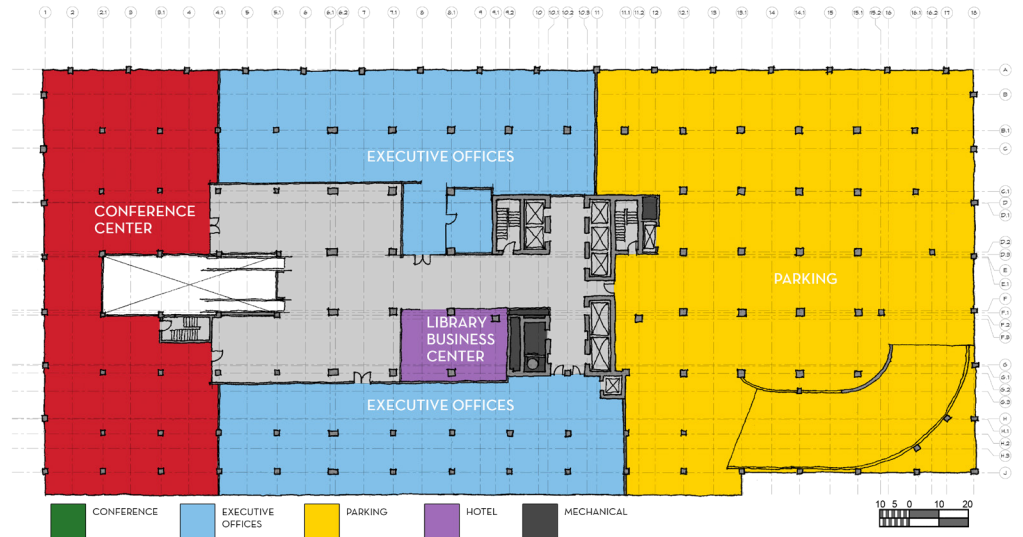 1 2 2.1 3 3.1 4 4.1 5 5.1 6 6.1 6.2 7 7.1 8 8.1 9 9.1 9.2 10 10.1 10.2 10.3 11 11.1 11.2 12 12.1 13 13.1 14 14.1 15 15.1 15.2 16 16.1 16.2 17 18
A
B
B.1
C
EXECUTIVE OFFICES
C.1
D
D.1
CONFERENCE
CENTER
D.2
D.3
E
PARKING
E.1
F
F.1
LIBRARY
F.2
BUSINESS
F.3
CENTER
G
G.1
G.2
EXECUTIVE OFFICES
H
H.1
H.2
H.3
J
CONFERENCE
EXECUTIVE
OFFICES
PARKING
HOTEL
MECHANICAL
10 5 0 10 20